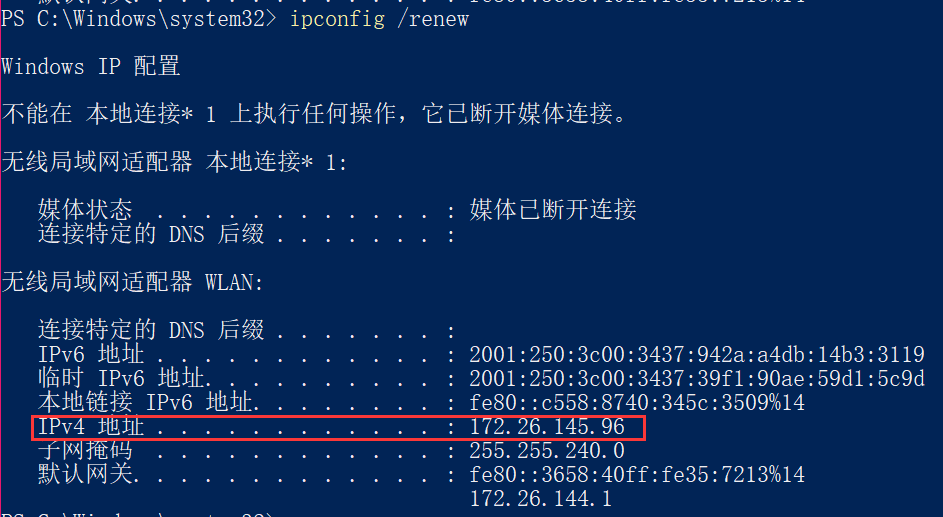 PS C:\Windows\system32> ipconfig /renew
Windows IP 配置
不能在 本地连接* 1 上执行任何操作，它已断开媒体连接。
无线局域网适配器 本地连接* 1:
媒体状态 . . . . . . . . . . . . : 媒体已断开连接
连接特定的 DNS 后缀 . . . . . . . :
无线局域网适配器 WLAN:
连接特定的 DNS 后缀 . . . . . . . :
IPv6 地址 . . . . . . . . . . . . : 2001:250:3c00:3437:942a:a4db:14b3:3119
临时 IPv6 地址. . . . . . . . . . : 2001:250:3c00:3437:39f1:90ae:59d1:5c9d
本地链接 IPv6 地址. . . . . . . . : fe80::c558:8740:345c:3509%14
IPv4 地址 . . . . . . . . . . . . : 172.26.145.96
子网掩码 . . . . . . . . . . . . : 255.255.240.0
默认网关. . . . . . . . . . . . . : fe80::3658:40ff:fe35:7213%14
172.26.144.1